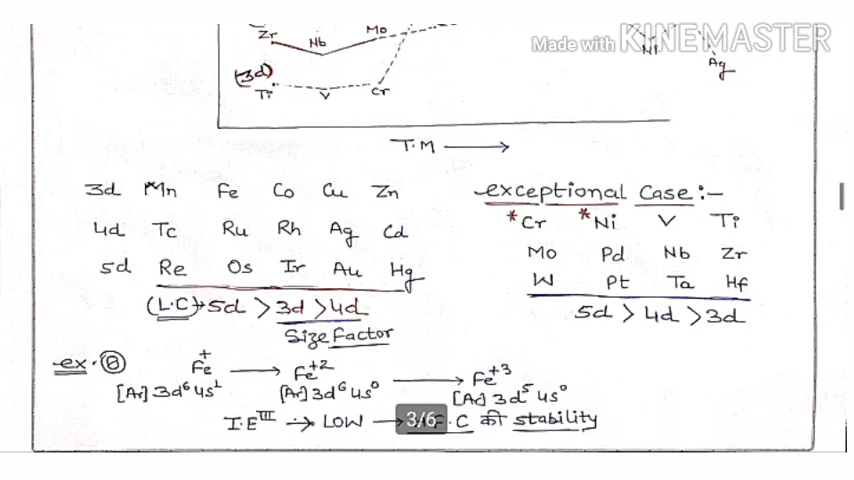 Zr Nb Mo
Made with KINEMASTER
Ni
(3d) Ti V Cr
Ag
T.M
3d Mn Fe Co Cu Zn
4d Tc Ru Rh Ag Cd
5d Re Os Ir Au Hg
(L.C)→5d > 3d > 4d
Size Factor
exceptional Case :-
*Cr *Ni V Ti
Mo Pd Nb Zr
W Pt Ta Hf
5d > 4d > 3d
ex. ⑧ Fe⁺ → Fe⁺² → Fe⁺³
[Ar] 3d⁶ 4s¹ [Ar] 3d⁶ 4s⁰ [Ar] 3d⁵ 4s⁰
I.Eᴵᴵᴵ → LOW → F.C की stability
3/6